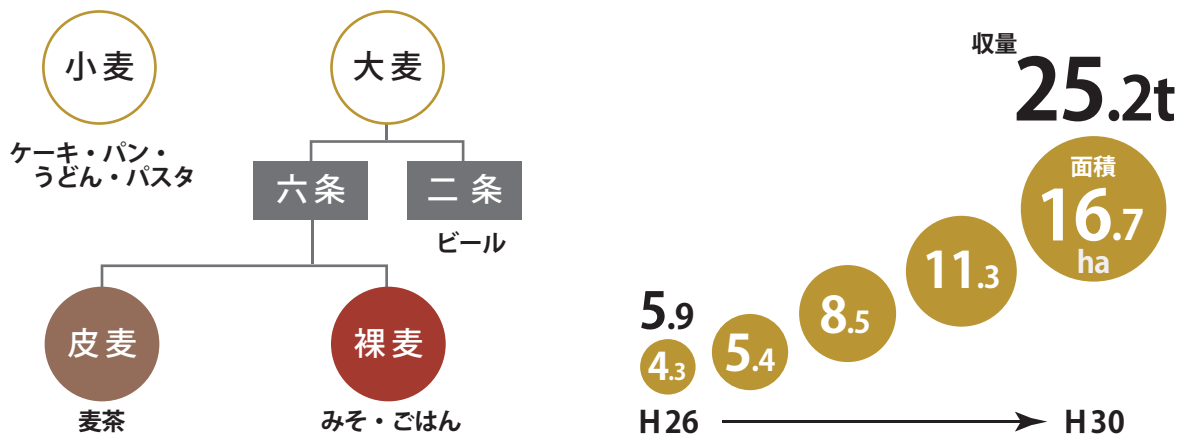 小麦
ケーキ・パン・
うどん・パスタ
大麦
六条
二条
ビール
皮麦
麦茶
裸麦
みそ・ごはん
収量
25.2t
面積
16.7
ha
11.3
8.5
5.4
5.9
4.3
H26
H30